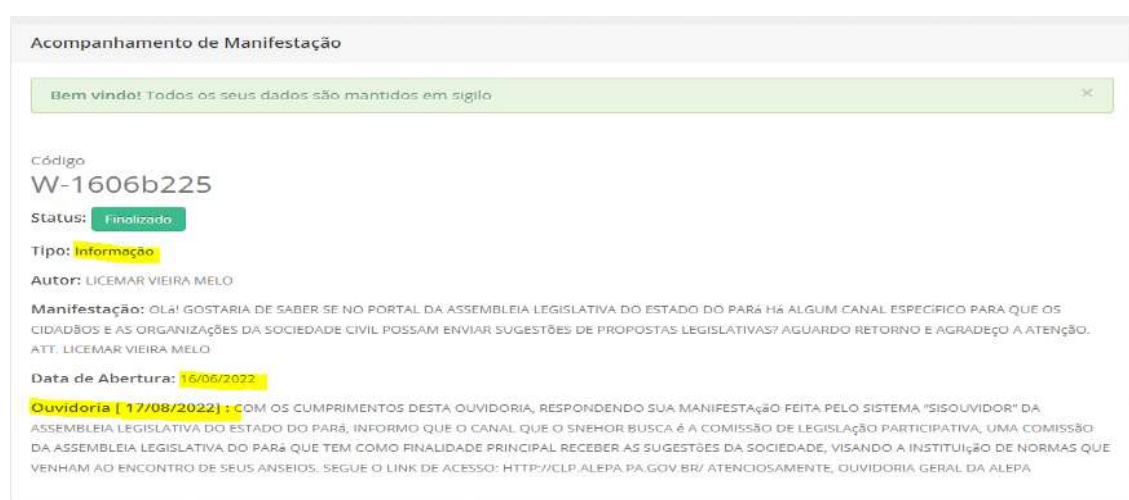 Acompanhamento de Manifestação
Bem vindo! Todos os seus dados são mantidos em sigilo ×
Código
W-1606b225
Status: Finalizado
Tipo: Informação
Autor: LICEMAR VIEIRA MELO
Manifestação: OLá! GOSTARIA DE SABER SE NO PORTAL DA ASSEMBLEIA LEGISLATIVA DO ESTADO DO PARá Há ALGUM CANAL ESPECíFICO PARA QUE OS
CIDADãOS E AS ORGANIZAçõES DA SOCIEDADE CIVIL POSSAM ENVIAR SUGESTõES DE PROPOSTAS LEGISLATIVAS? AGUARDO RETORNO E AGRADEçO A ATENçãO.
ATT. LICEMAR VIEIRA MELO
Data de Abertura: 16/06/2022
Ouvidoria [ 17/08/2022] : COM OS CUMPRIMENTOS DESTA OUVIDORIA, RESPONDENDO SUA MANIFESTAçãO FEITA PELO SISTEMA "SISOUVIDOR" DA
ASSEMBLEIA LEGISLATIVA DO ESTADO DO PARá, INFORMO QUE O CANAL QUE O SNEHOR BUSCA é A COMISSãO DE LEGISLAçãO PARTICIPATIVA, UMA COMISSãO
DA ASSEMBLEIA LEGISLATIVA DO PARá QUE TEM COMO FINALIDADE PRINCIPAL RECEBER AS SUGESTõES DA SOCIEDADE, VISANDO A INSTITUIçãO DE NORMAS QUE
VENHAM AO ENCONTRO DE SEUS ANSEIOS. SEGUE O LINK DE ACESSO: HTTP://CLP.ALEPA.PA.GOV.BR/ ATENCIOSAMENTE, OUVIDORIA GERAL DA ALEPA